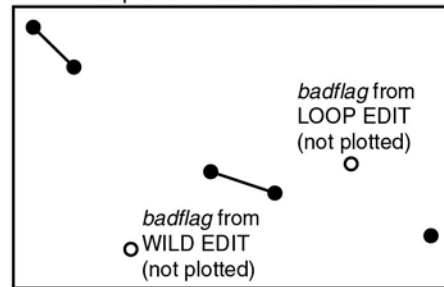 badflag from
LOOP EDIT
(not plotted)
badflag from
WILD EDIT
(not plotted)